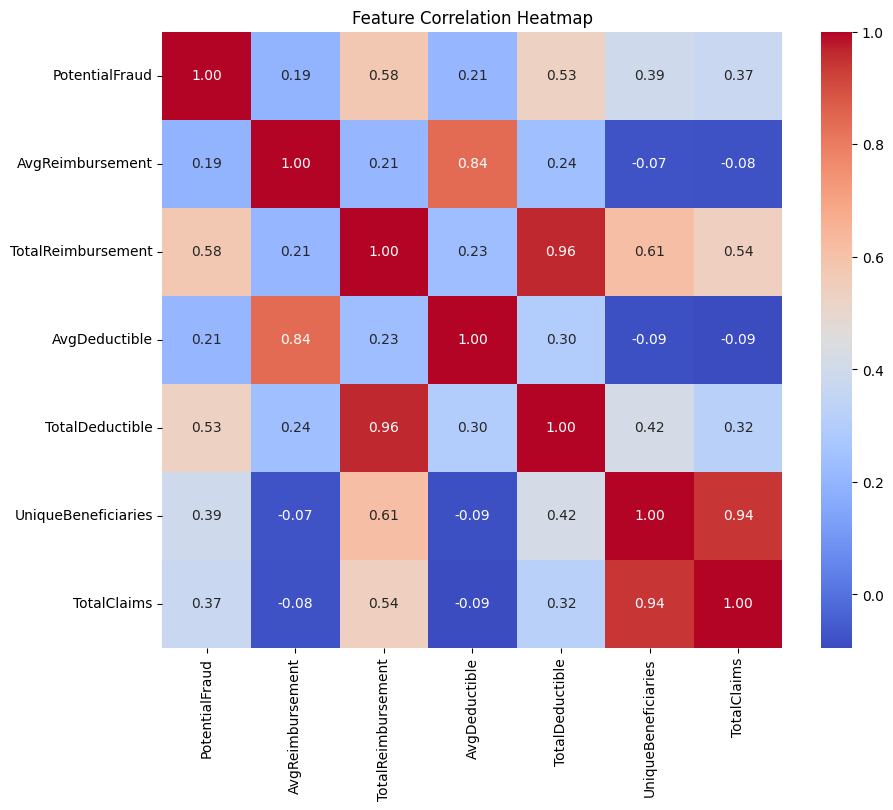 Feature Correlation Heatmap
PotentialFraud 1.00 0.19 0.58 0.21 0.53 0.39 0.37
AvgReimbursement 0.19 1.00 0.21 0.84 0.24 -0.07 -0.08
TotalReimbursement 0.58 0.21 1.00 0.23 0.96 0.61 0.54
AvgDeductible 0.21 0.84 0.23 1.00 0.30 -0.09 -0.09
TotalDeductible 0.53 0.24 0.96 0.30 1.00 0.42 0.32
UniqueBeneficiaries 0.39 -0.07 0.61 -0.09 0.42 1.00 0.94
TotalClaims 0.37 -0.08 0.54 -0.09 0.32 0.94 1.00
PotentialFraud
AvgReimbursement
TotalReimbursement
AvgDeductible
TotalDeductible
UniqueBeneficiaries
TotalClaims
1.0
0.8
0.6
0.4
0.2
0.0